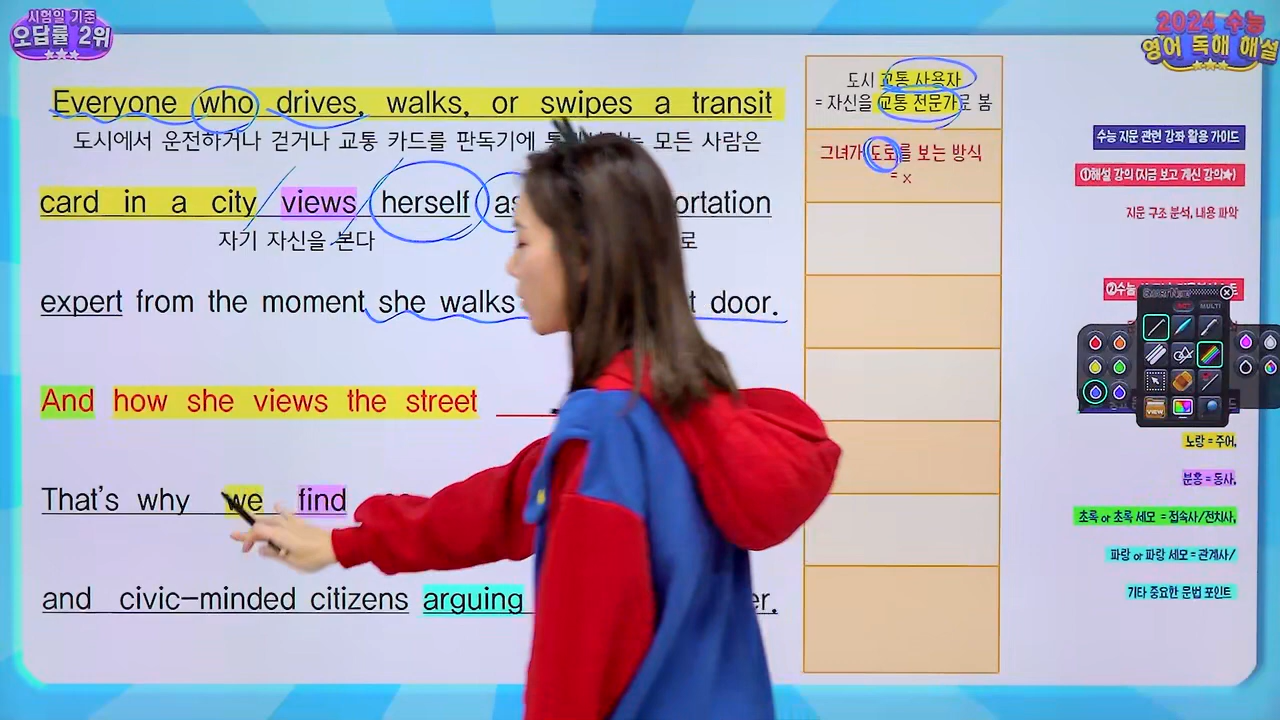 시험일 기준
오답률 2위
2024 수능
영어 독해 해설
Everyone who drives, walks, or swipes a transit
도시에서 운전하거나 걷거나 교통 카드를 판독기에 모든 사람은
card in a city views herself as
자기 자신을 본다 로
expert from the moment she walks door.
And how she views the street
That's why we find
and civic-minded citizens arguing
도시 교통 사용자
= 자신을 교통 전문가로 봄
그녀가 도로를 보는 방식
= x
수능 지문 관련 강좌 활용 가이드
①해설 강의 (지금 보고 계신 강의★)
지문 구조 분석, 내용 파악
②수능
MULTI
VIEW
노랑 = 주어,
분홍 = 동사,
초록 or 초록 세모 = 접속사/전치사,
파랑 or 파랑 세모 = 관계사/
기타 중요한 문법 포인트